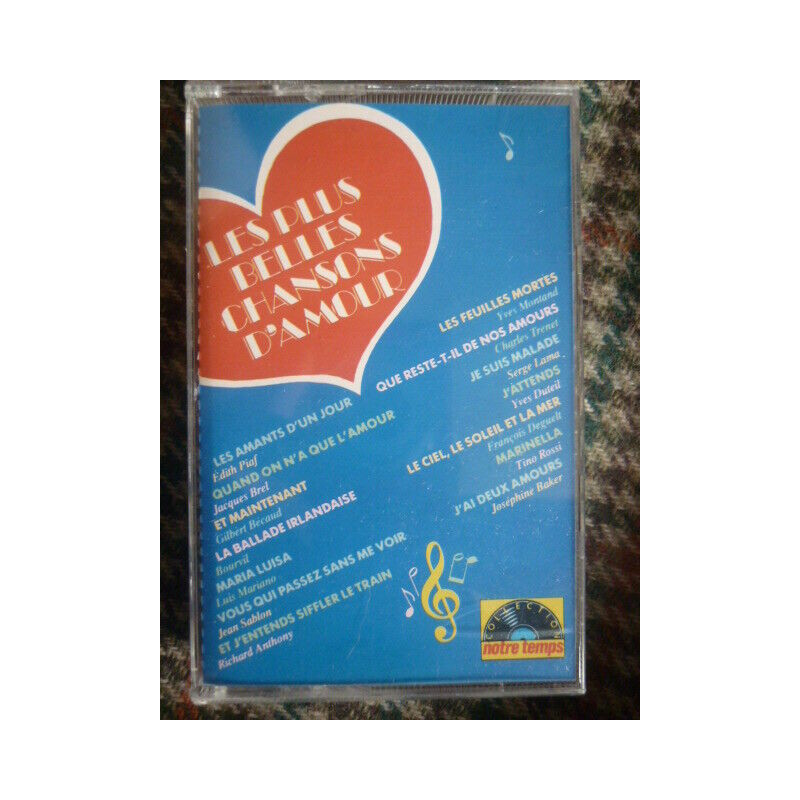 LES PLUS
BELLES
CHANSONS
D'AMOUR
LES FEUILLES MORTES
Yves Montand
QUE RESTE-T-IL DE NOS AMOURS
Charles Trenet
JE SUIS MALADE
Serge Lama
J'ATTENDS
Yves Duteil
LE CIEL, LE SOLEIL ET LA MER
François Deguelt
MARINELLA
Tino Rossi
J'AI DEUX AMOURS
Joséphine Baker
LES AMANTS D'UN JOUR
Edith Piaf
QUAND ON N'A QUE L'AMOUR
Jacques Brel
ET MAINTENANT
Gilbert Bécaud
LA BALLADE IRLANDAISE
Bourvil
MARIA LUISA
Luis Mariano
VOUS QUI PASSEZ SANS ME VOIR
Jean Sablon
ET J'ENTENDS SIFFLER LE TRAIN
Richard Anthony
COLLECTION
notre temps